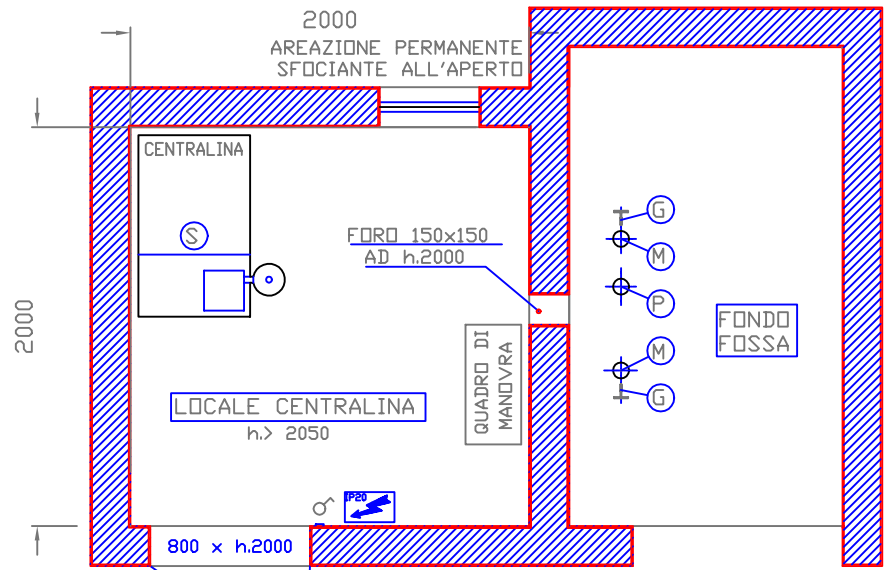 2000
AREAZIONE PERMANENTE
SFOCIANTE ALL'APERTO
CENTRALINA
S
FORO 150x150
AD h.2000
G
M
P
M
G
FONDO
FOSSA
2000
QUADRO DI
MANOVRA
LOCALE CENTRALINA
h.> 2050
IP20
800 x h.2000